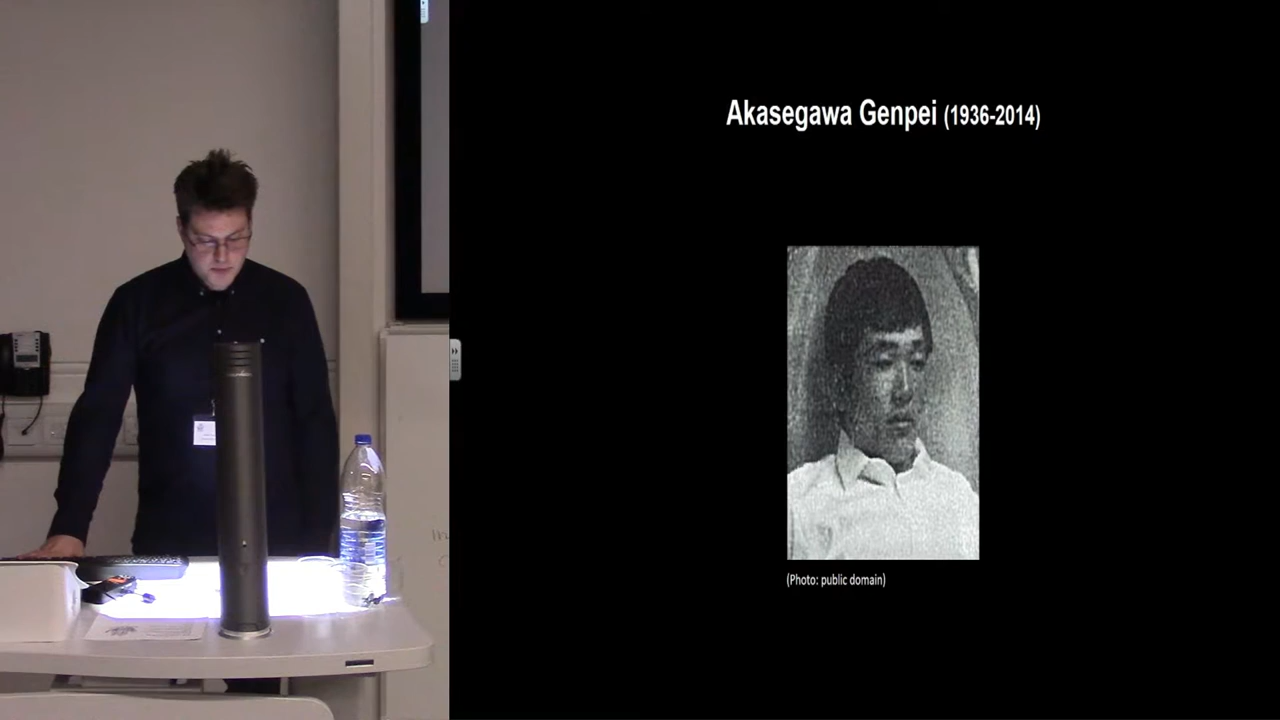 Akasegawa Genpei (1936-2014)
(Photo: public domain)